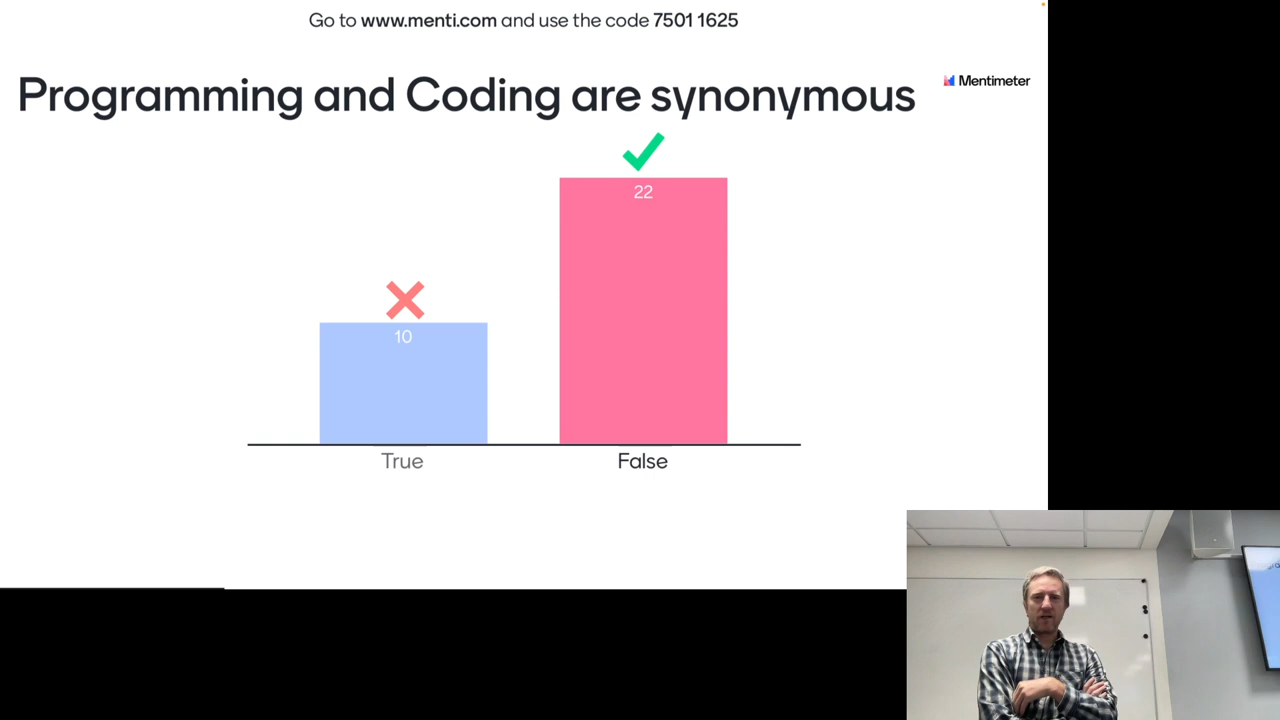 Go to www.menti.com and use the code 7501 1625
Programming and Coding are synonymous
Mentimeter
22
10
True
False